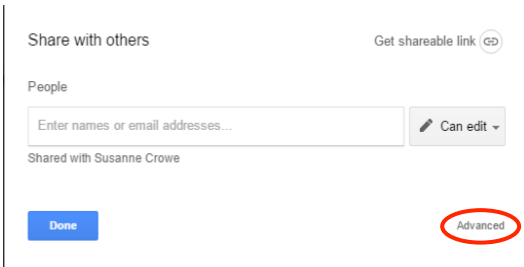 Share with others
Get shareable link
People
Enter names or email addresses...
Can edit
Shared with Susanne Crowe
Done
Advanced